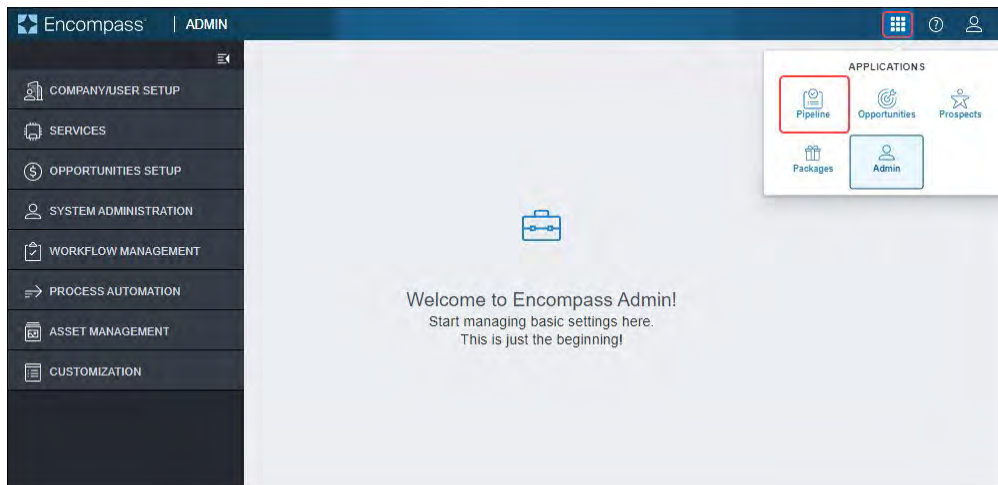 Encompass | ADMIN
APPLICATIONS
COMPANY/USER SETUP
Pipeline Opportunities Prospects
SERVICES
Packages Admin
OPPORTUNITIES SETUP
SYSTEM ADMINISTRATION
WORKFLOW MANAGEMENT
PROCESS AUTOMATION
ASSET MANAGEMENT
CUSTOMIZATION
Welcome to Encompass Admin!
Start managing basic settings here.
This is just the beginning!